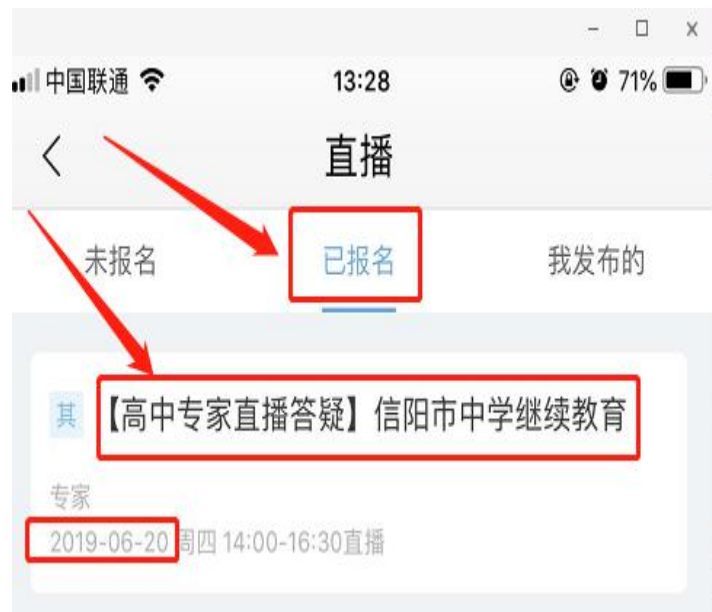 中国联通 13:28 71%
直播
未报名 已报名 我发布的
其 【高中专家直播答疑】信阳市中学继续教育
专家
2019-06-20 周四 14:00-16:30直播